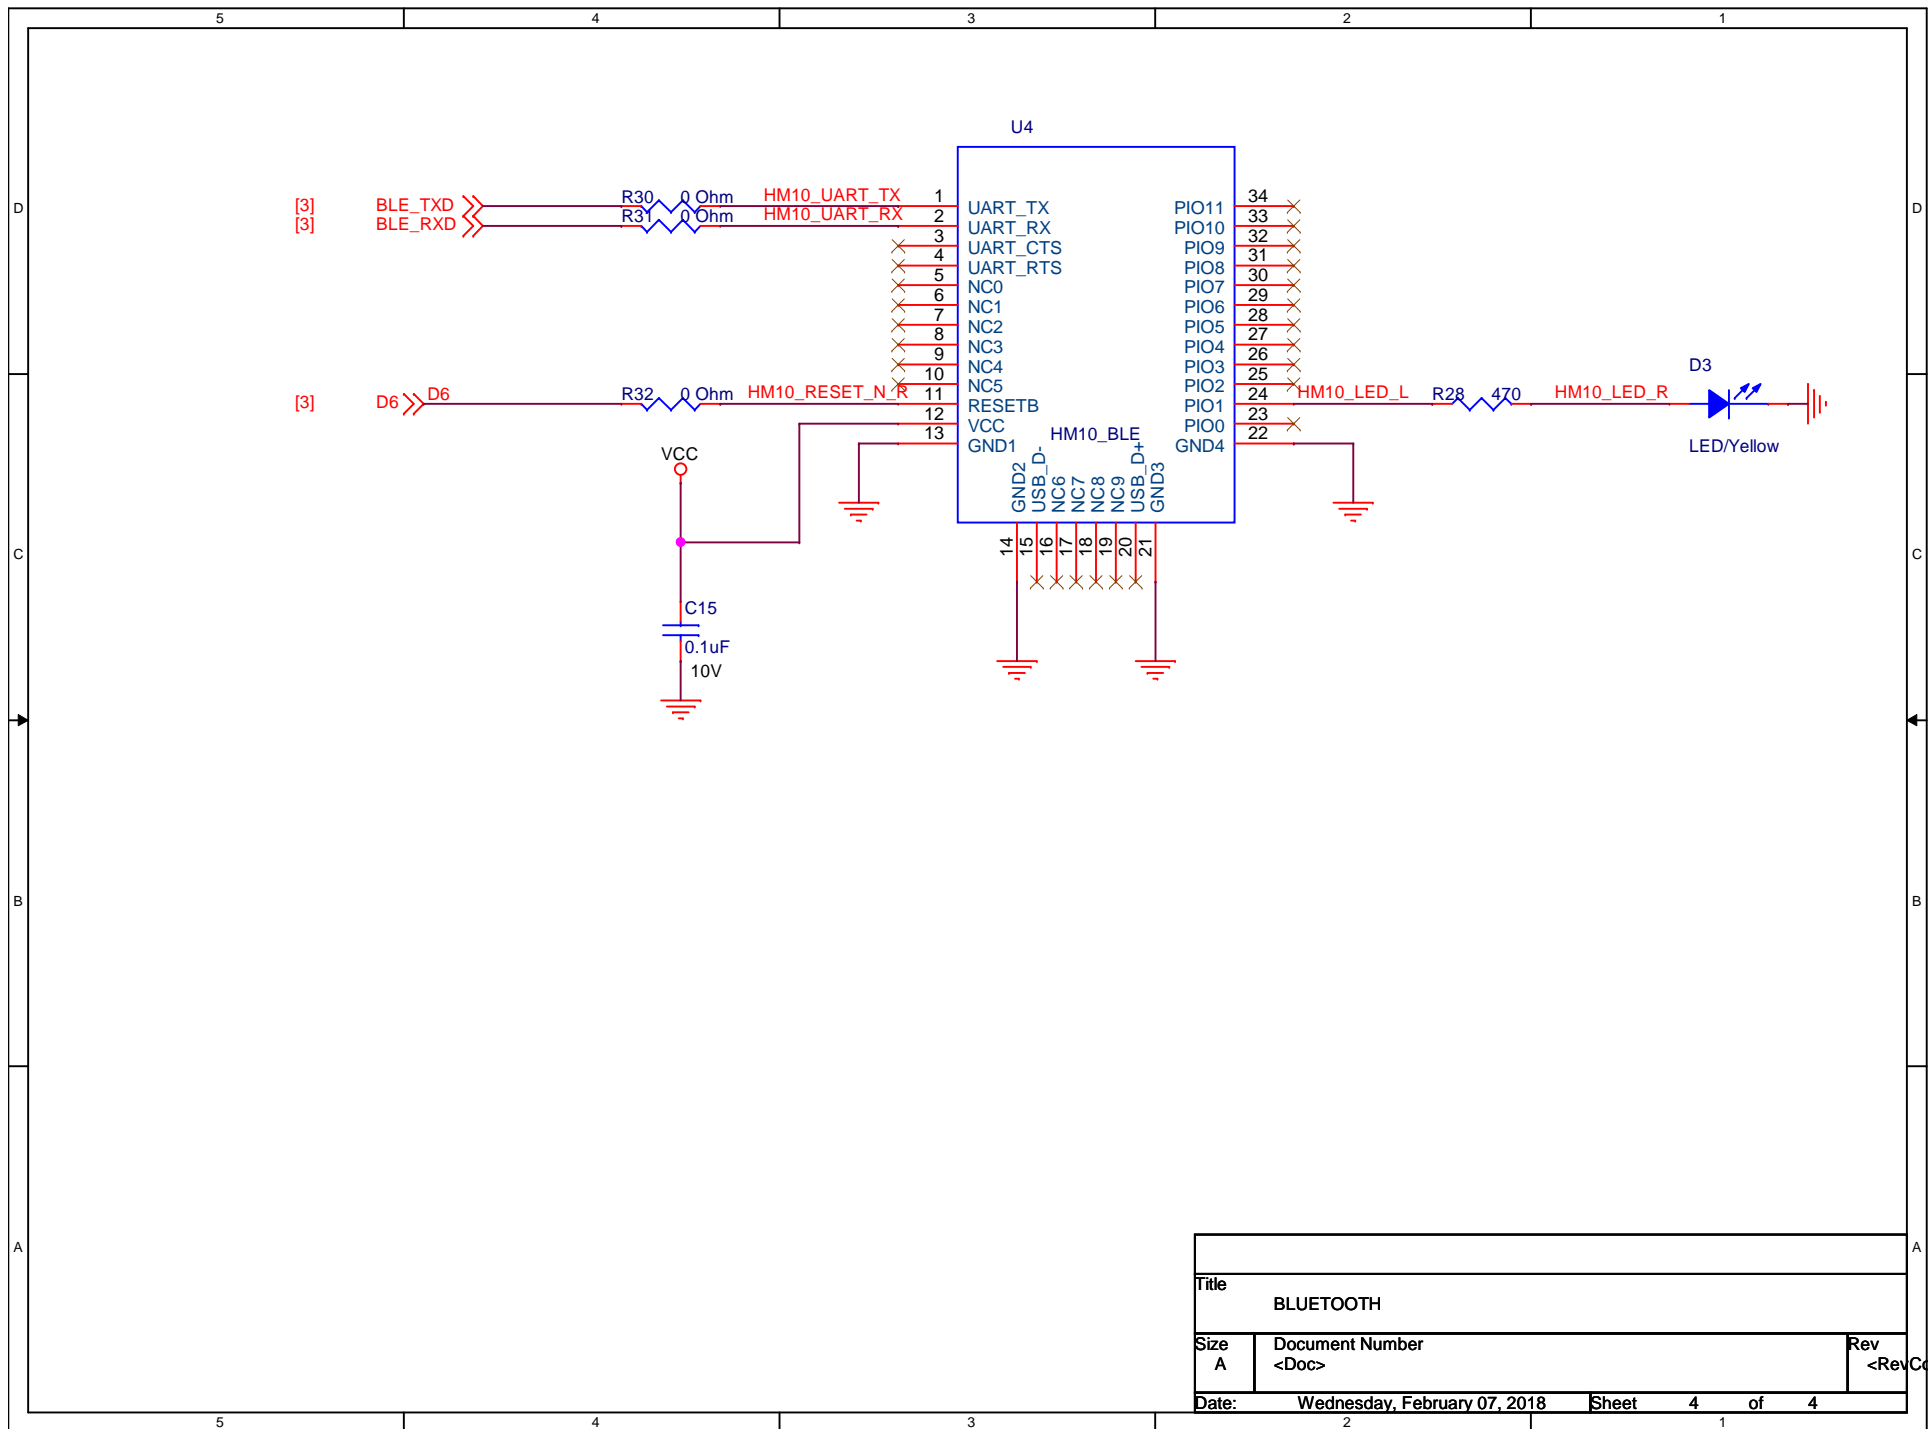 5 4 3 2 1
U4
D D
[3] BLE_TXD R30 0 Ohm HM10_UART_TX 1 UART_TX PIO11 34
[3] BLE_RXD R31 0 Ohm HM10_UART_RX 2 UART_RX PIO10 33
3 UART_CTS PIO9 32
4 UART_RTS PIO8 31
5 NC0 PIO7 30
6 NC1 PIO6 29
7 NC2 PIO5 28
8 NC3 PIO4 27
9 NC4 PIO3 26
10 NC5 PIO2 25
[3] D6 D6 R32 0 Ohm HM10_RESET_N_R 11 RESETB PIO1 24 HM10_LED_L R28 470 HM10_LED_R D3
12 VCC PIO0 23
13 GND1 HM10_BLE GND4 22 LED/Yellow
VCC
GND2 USB_D- NC6 NC7 NC8 NC9 USB_D+ GND3
14 15 16 17 18 19 20 21
C C
C15
0.1uF
10V
B B
A A
Title
BLUETOOTH
Size Document Number Rev
A <Doc> <RevCo
Date: Wednesday, February 07, 2018 Sheet 4 of 4
5 4 3 2 1